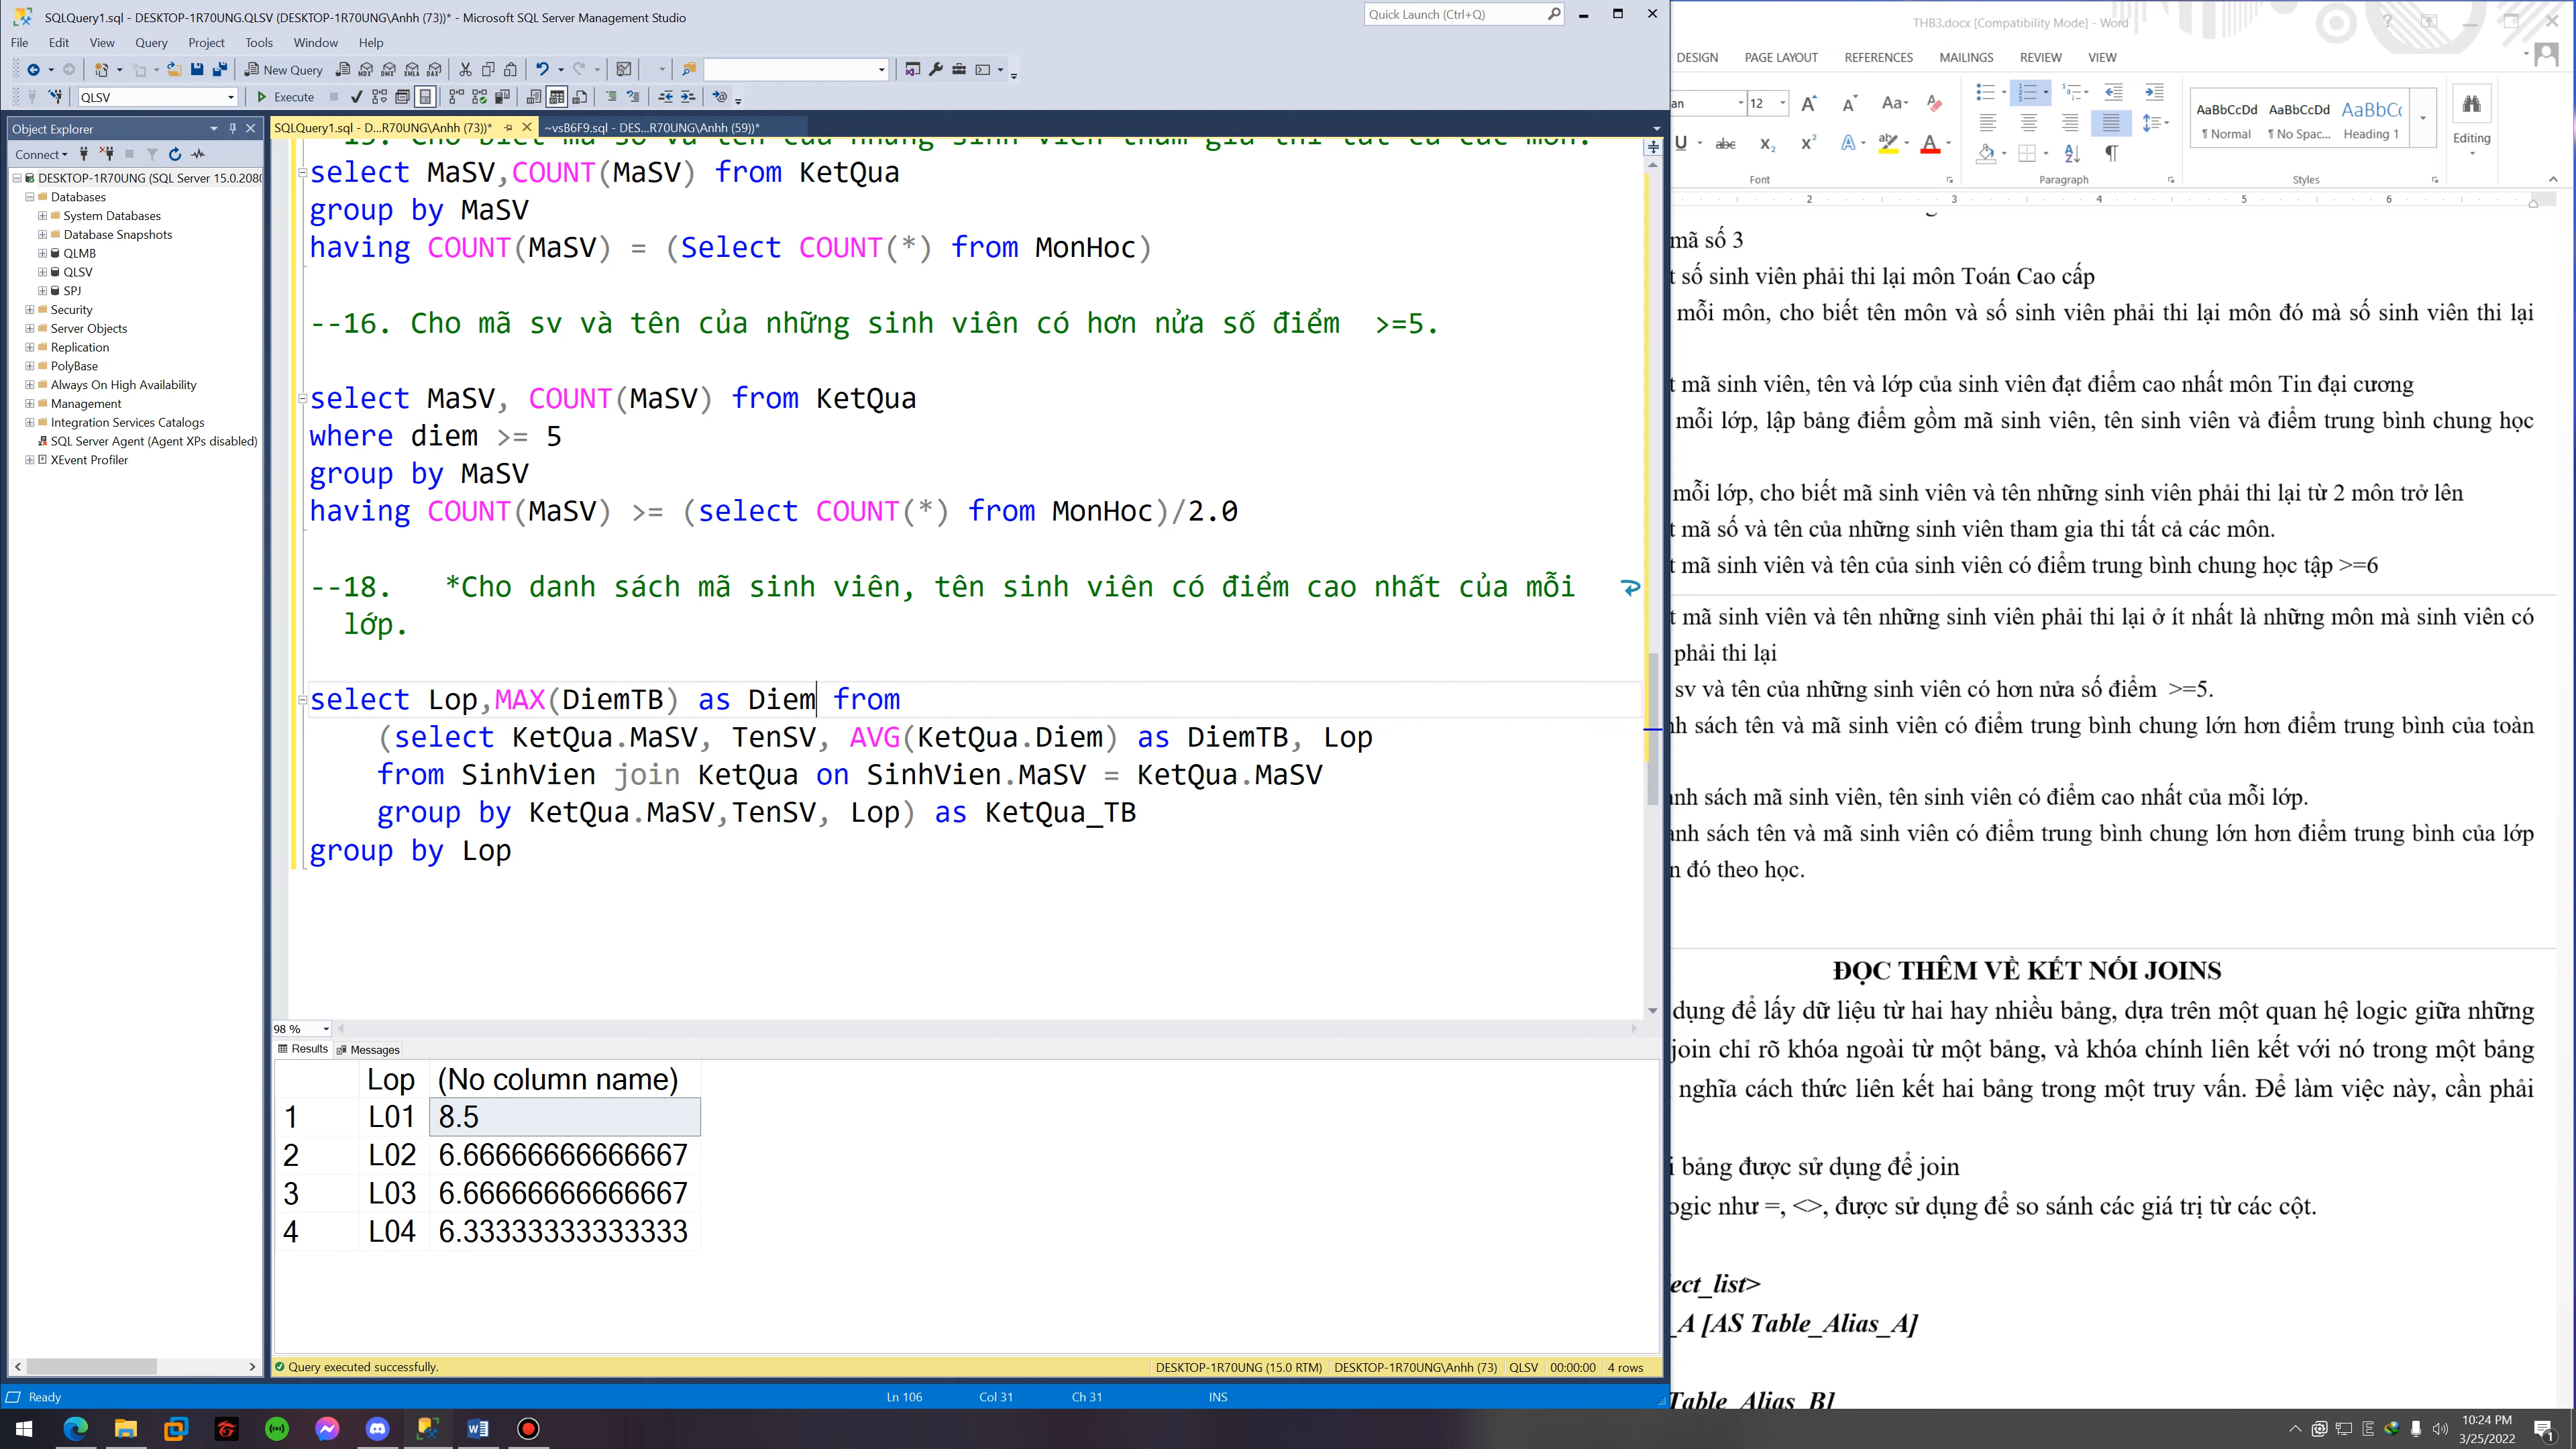 SQLQuery1.sql - DESKTOP-1R70UNG.QLSV (DESKTOP-1R70UNG\Anhh (73))* - Microsoft SQL Server Management Studio
Quick Launch (Ctrl+Q)
File Edit View Query Project Tools Window Help
New Query
QLSV
Execute
Object Explorer
Connect
DESKTOP-1R70UNG (SQL Server 15.0.2080
Databases
System Databases
Database Snapshots
QLMB
QLSV
SPJ
Security
Server Objects
Replication
PolyBase
Always On High Availability
Management
Integration Services Catalogs
SQL Server Agent (Agent XPs disabled)
XEvent Profiler
SQLQuery1.sql - D...R70UNG\Anhh (73))*
~vsB6F9.sql - DES...R70UNG\Anhh (59))*
select MaSV,COUNT(MaSV) from KetQua
group by MaSV
having COUNT(MaSV) = (Select COUNT(*) from MonHoc)
--16. Cho mã sv và tên của những sinh viên có hơn nửa số điểm  >=5.
select MaSV, COUNT(MaSV) from KetQua
where diem >= 5
group by MaSV
having COUNT(MaSV) >= (select COUNT(*) from MonHoc)/2.0
--18.   *Cho danh sách mã sinh viên, tên sinh viên có điểm cao nhất của mỗi
lớp.
select Lop,MAX(DiemTB) as Diem from
(select KetQua.MaSV, TenSV, AVG(KetQua.Diem) as DiemTB, Lop
from SinhVien join KetQua on SinhVien.MaSV = KetQua.MaSV
group by KetQua.MaSV,TenSV, Lop) as KetQua_TB
group by Lop
98 %
Results Messages
Lop (No column name)
1 L01 8.5
2 L02 6.66666666666667
3 L03 6.66666666666667
4 L04 6.33333333333333
Query executed successfully.
DESKTOP-1R70UNG (15.0 RTM) DESKTOP-1R70UNG\Anhh (73) QLSV 00:00:00 4 rows
Ready
Ln 106 Col 31 Ch 31 INS
THB3.docx [Compatibility Mode] - Word
DESIGN PAGE LAYOUT REFERENCES MAILINGS REVIEW VIEW
an 12
AaBbCcDd AaBbCcDd AaBbC
¶ Normal ¶ No Spac... Heading 1
Editing
Font Paragraph Styles
2 3 4 5 6
mã số 3
t số sinh viên phải thi lại môn Toán Cao cấp
mỗi môn, cho biết tên môn và số sinh viên phải thi lại môn đó mà số sinh viên thi lại
t mã sinh viên, tên và lớp của sinh viên đạt điểm cao nhất môn Tin đại cương
mỗi lớp, lập bảng điểm gồm mã sinh viên, tên sinh viên và điểm trung bình chung học
mỗi lớp, cho biết mã sinh viên và tên những sinh viên phải thi lại từ 2 môn trở lên
t mã số và tên của những sinh viên tham gia thi tất cả các môn.
t mã sinh viên và tên của sinh viên có điểm trung bình chung học tập >=6
t mã sinh viên và tên những sinh viên phải thi lại ở ít nhất là những môn mà sinh viên có
phải thi lại
sv và tên của những sinh viên có hơn nửa số điểm  >=5.
nh sách tên và mã sinh viên có điểm trung bình chung lớn hơn điểm trung bình của toàn
anh sách mã sinh viên, tên sinh viên có điểm cao nhất của mỗi lớp.
anh sách tên và mã sinh viên có điểm trung bình chung lớn hơn điểm trung bình của lớp
n đó theo học.
ĐỌC THÊM VỀ KẾT NỐI JOINS
dụng để lấy dữ liệu từ hai hay nhiều bảng, dựa trên một quan hệ logic giữa những
join chỉ rõ khóa ngoài từ một bảng, và khóa chính liên kết với nó trong một bảng
nghĩa cách thức liên kết hai bảng trong một truy vấn. Để làm việc này, cần phải
i bảng được sử dụng để join
ogic như =, <>, được sử dụng để so sánh các giá trị từ các cột.
ect_list>
_A [AS Table_Alias_A]
Table_Alias_B]
10:24 PM
3/25/2022